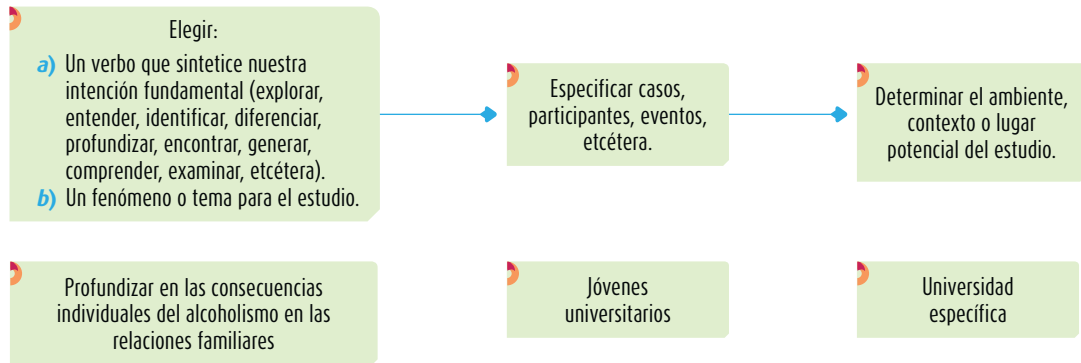 Elegir:
a) Un verbo que sintetice nuestra
intención fundamental (explorar,
entender, identificar, diferenciar,
profundizar, encontrar, generar,
comprender, examinar, etcétera).
b) Un fenómeno o tema para el estudio.
Especificar casos,
participantes, eventos,
etcétera.
Determinar el ambiente,
contexto o lugar
potencial del estudio.
Profundizar en las consecuencias
individuales del alcoholismo en las
relaciones familiares
Jóvenes
universitarios
Universidad
específica